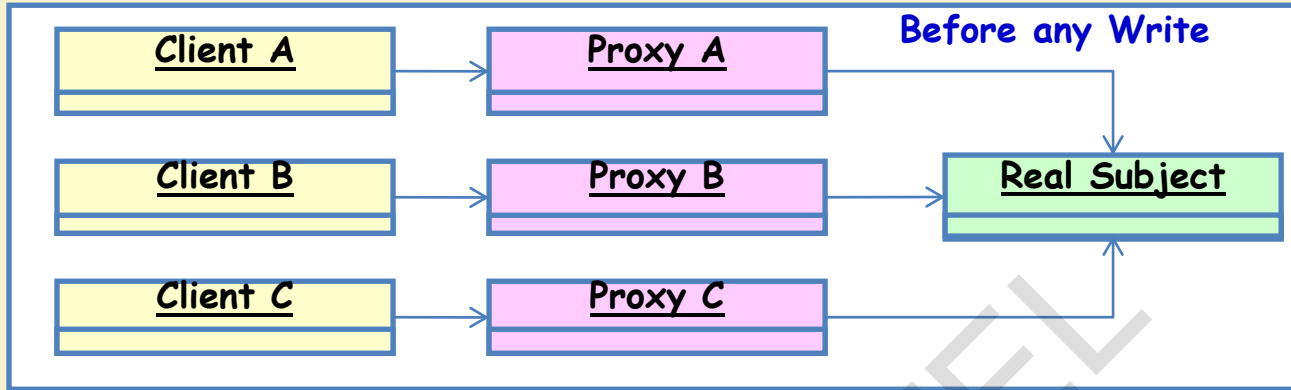 Before any Write
Client A
Proxy A
Client B
Proxy B
Real Subject
Client C
Proxy C